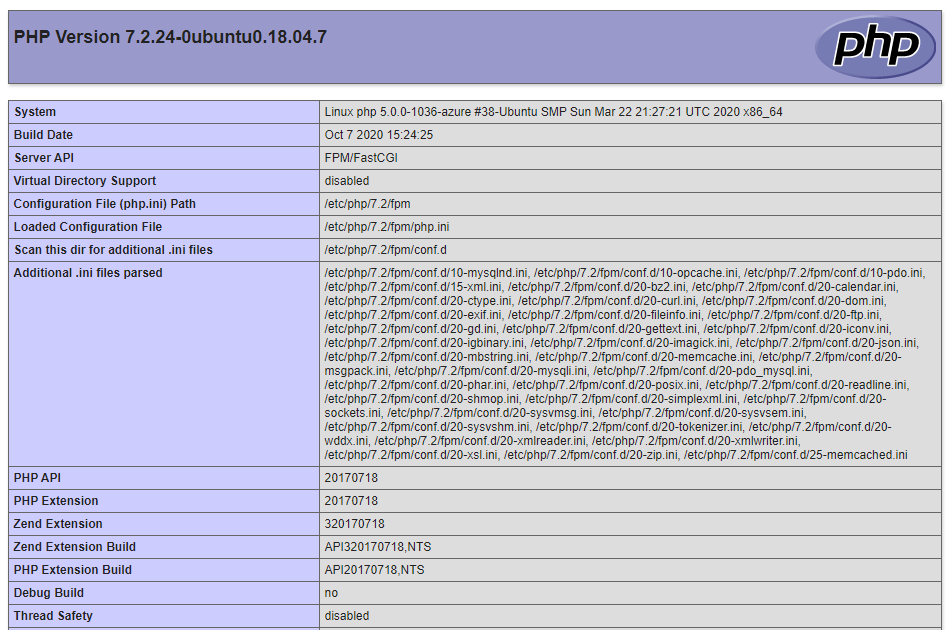 PHP Version 7.2.24-0ubuntu0.18.04.7
php
System Linux php 5.0.0-1036-azure #38-Ubuntu SMP Sun Mar 22 21:27:21 UTC 2020 x86_64
Build Date Oct 7 2020 15:24:25
Server API FPM/FastCGI
Virtual Directory Support disabled
Configuration File (php.ini) Path /etc/php/7.2/fpm
Loaded Configuration File /etc/php/7.2/fpm/php.ini
Scan this dir for additional .ini files /etc/php/7.2/fpm/conf.d
Additional .ini files parsed /etc/php/7.2/fpm/conf.d/10-mysqlnd.ini, /etc/php/7.2/fpm/conf.d/10-opcache.ini, /etc/php/7.2/fpm/conf.d/10-pdo.ini,
/etc/php/7.2/fpm/conf.d/15-xml.ini, /etc/php/7.2/fpm/conf.d/20-bz2.ini, /etc/php/7.2/fpm/conf.d/20-calendar.ini,
/etc/php/7.2/fpm/conf.d/20-ctype.ini, /etc/php/7.2/fpm/conf.d/20-curl.ini, /etc/php/7.2/fpm/conf.d/20-dom.ini,
/etc/php/7.2/fpm/conf.d/20-exif.ini, /etc/php/7.2/fpm/conf.d/20-fileinfo.ini, /etc/php/7.2/fpm/conf.d/20-ftp.ini,
/etc/php/7.2/fpm/conf.d/20-gd.ini, /etc/php/7.2/fpm/conf.d/20-gettext.ini, /etc/php/7.2/fpm/conf.d/20-iconv.ini,
/etc/php/7.2/fpm/conf.d/20-igbinary.ini, /etc/php/7.2/fpm/conf.d/20-imagick.ini, /etc/php/7.2/fpm/conf.d/20-json.ini,
/etc/php/7.2/fpm/conf.d/20-mbstring.ini, /etc/php/7.2/fpm/conf.d/20-memcache.ini, /etc/php/7.2/fpm/conf.d/20-
msgpack.ini, /etc/php/7.2/fpm/conf.d/20-mysqli.ini, /etc/php/7.2/fpm/conf.d/20-pdo_mysql.ini,
/etc/php/7.2/fpm/conf.d/20-phar.ini, /etc/php/7.2/fpm/conf.d/20-posix.ini, /etc/php/7.2/fpm/conf.d/20-readline.ini,
/etc/php/7.2/fpm/conf.d/20-shmop.ini, /etc/php/7.2/fpm/conf.d/20-simplexml.ini, /etc/php/7.2/fpm/conf.d/20-
sockets.ini, /etc/php/7.2/fpm/conf.d/20-sysvmsg.ini, /etc/php/7.2/fpm/conf.d/20-sysvsem.ini,
/etc/php/7.2/fpm/conf.d/20-sysvshm.ini, /etc/php/7.2/fpm/conf.d/20-tokenizer.ini, /etc/php/7.2/fpm/conf.d/20-
wddx.ini, /etc/php/7.2/fpm/conf.d/20-xmlreader.ini, /etc/php/7.2/fpm/conf.d/20-xmlwriter.ini,
/etc/php/7.2/fpm/conf.d/20-xsl.ini, /etc/php/7.2/fpm/conf.d/20-zip.ini, /etc/php/7.2/fpm/conf.d/25-memcached.ini
PHP API 20170718
PHP Extension 20170718
Zend Extension 320170718
Zend Extension Build API320170718,NTS
PHP Extension Build API20170718,NTS
Debug Build no
Thread Safety disabled